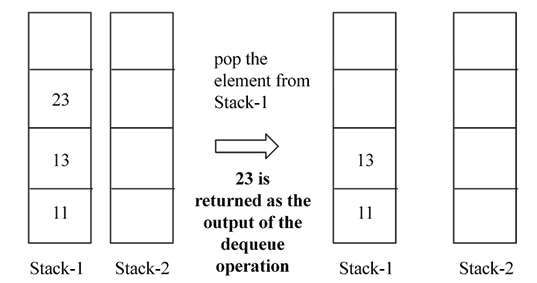 23
13
11
Stack-1
Stack-2
pop the
element from
Stack-1
23 is
returned as the
output of the
dequeue
operation
13
11
Stack-1
Stack-2